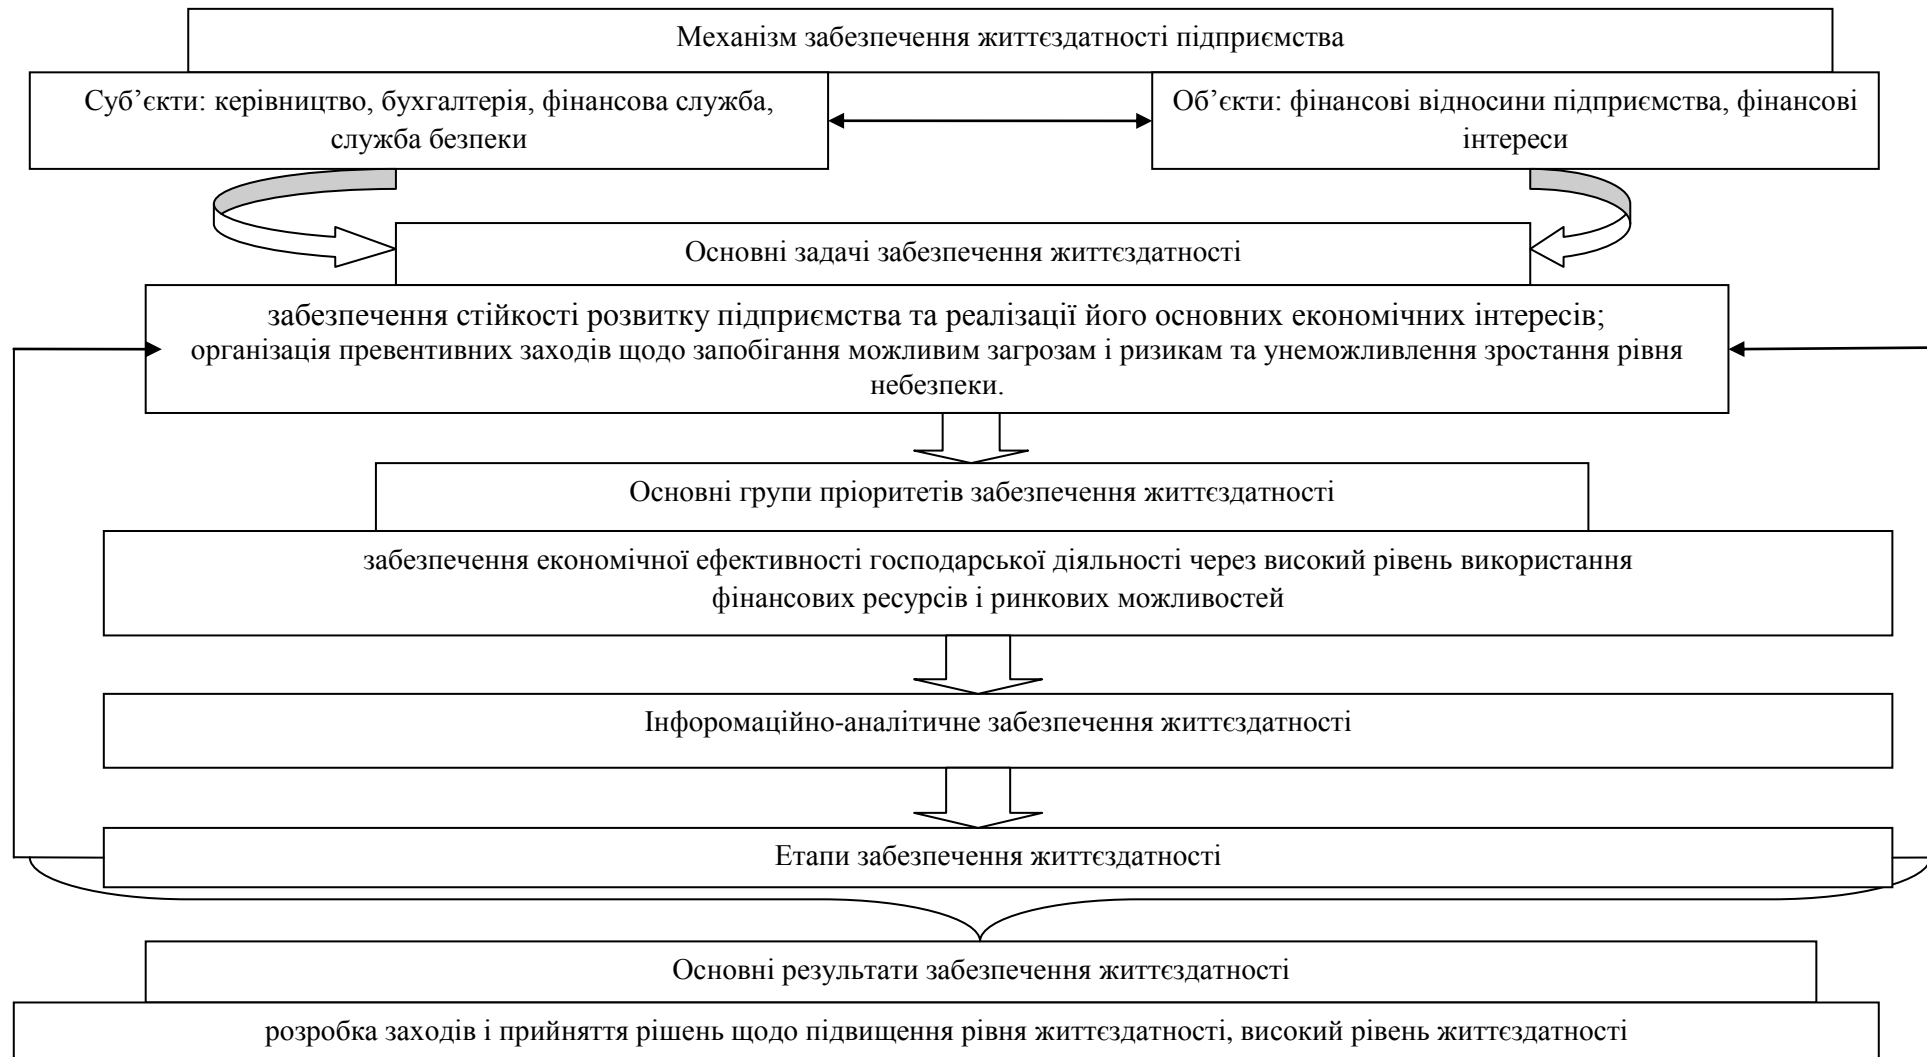 Механізм забезпечення життєздатності підприємства
Суб’єкти: керівництво, бухгалтерія, фінансова служба,
служба безпеки
Об’єкти: фінансові відносини підприємства, фінансові
інтереси
Основні задачі забезпечення життєздатності
забезпечення стійкості розвитку підприємства та реалізації його основних економічних інтересів;
організація превентивних заходів щодо запобігання можливим загрозам і ризикам та унеможливлення зростання рівня
небезпеки.
Основні групи пріоритетів забезпечення життєздатності
забезпечення економічної ефективності господарської діяльності через високий рівень використання
фінансових ресурсів і ринкових можливостей
Інфоромаційно-аналітичне забезпечення життєздатності
Етапи забезпечення життєздатності
Основні результати забезпечення життєздатності
розробка заходів і прийняття рішень щодо підвищення рівня життєздатності, високий рівень життєздатності